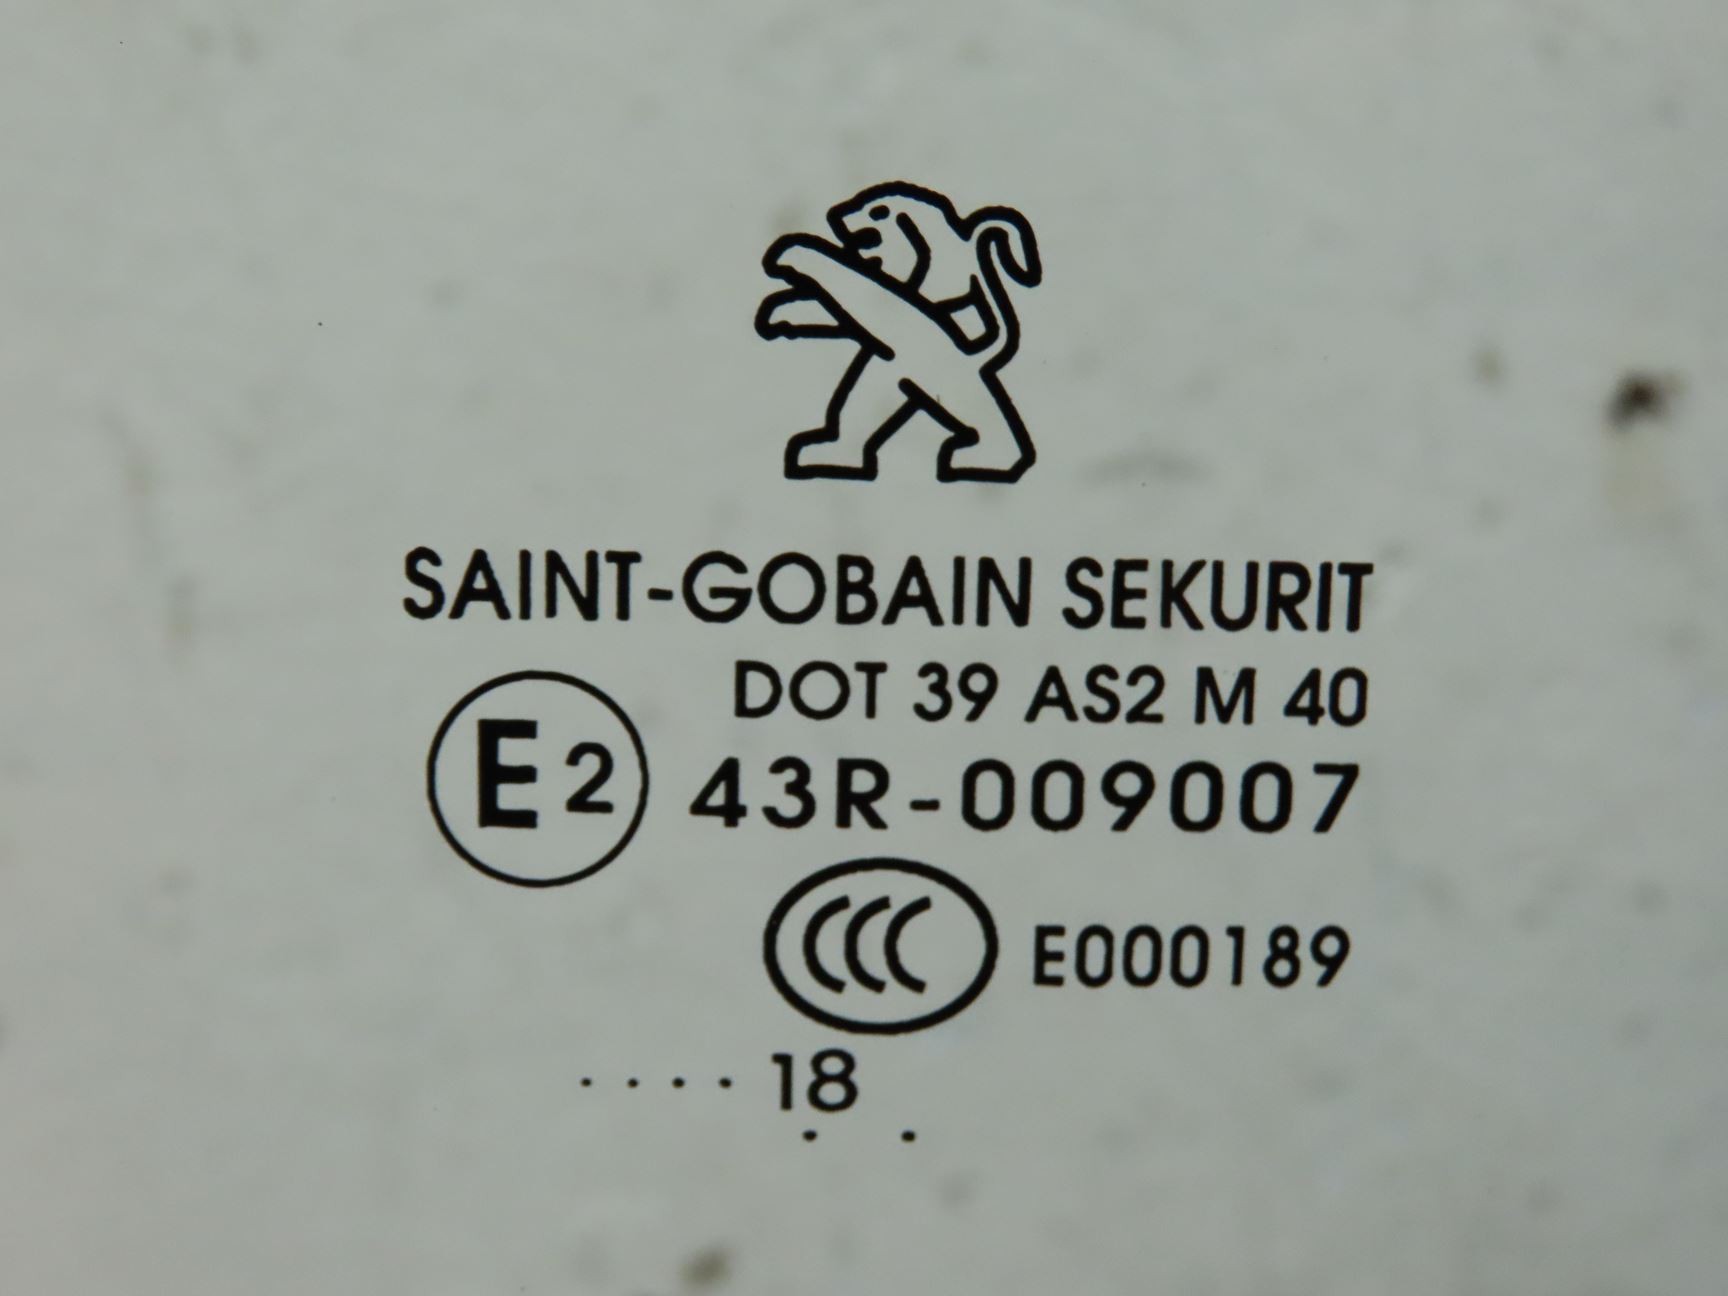 SAINT-GOBAIN SEKURIT
DOT 39 AS2 M 40
E2 43R-009007
CCC E000189
.... 18
. .